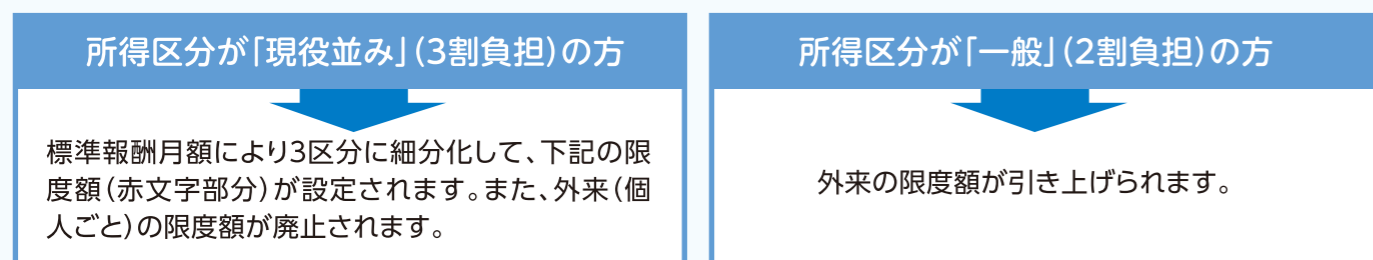 所得区分が「現役並み」(3割負担)の方
標準報酬月額により3区分に細分化して、下記の限
度額(赤文字部分)が設定されます。また、外来(個
人ごと)の限度額が廃止されます。
所得区分が「一般」(2割負担)の方
外来の限度額が引き上げられます。